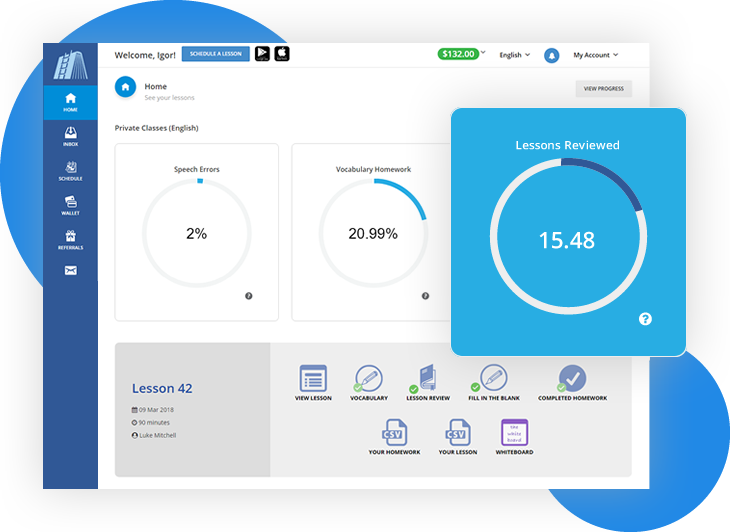 Welcome, Igor!
SCHEDULE A LESSON
$132.00
English
My Account
Home
See your lessons
VIEW PROGRESS
HOME
INBOX
SCHEDULE
WALLET
REFERRALS
Private Classes (English)
Speech Errors
2%
?
Vocabulary Homework
20.99%
?
Lessons Reviewed
15.48
?
Lesson 42
09 Mar 2018
90 minutes
Luke Mitchell
VIEW LESSON
VOCABULARY
LESSON REVIEW
FILL IN THE BLANK
COMPLETED HOMEWORK
CSV
YOUR HOMEWORK
CSV
YOUR LESSON
the
white
board
WHITEBOARD